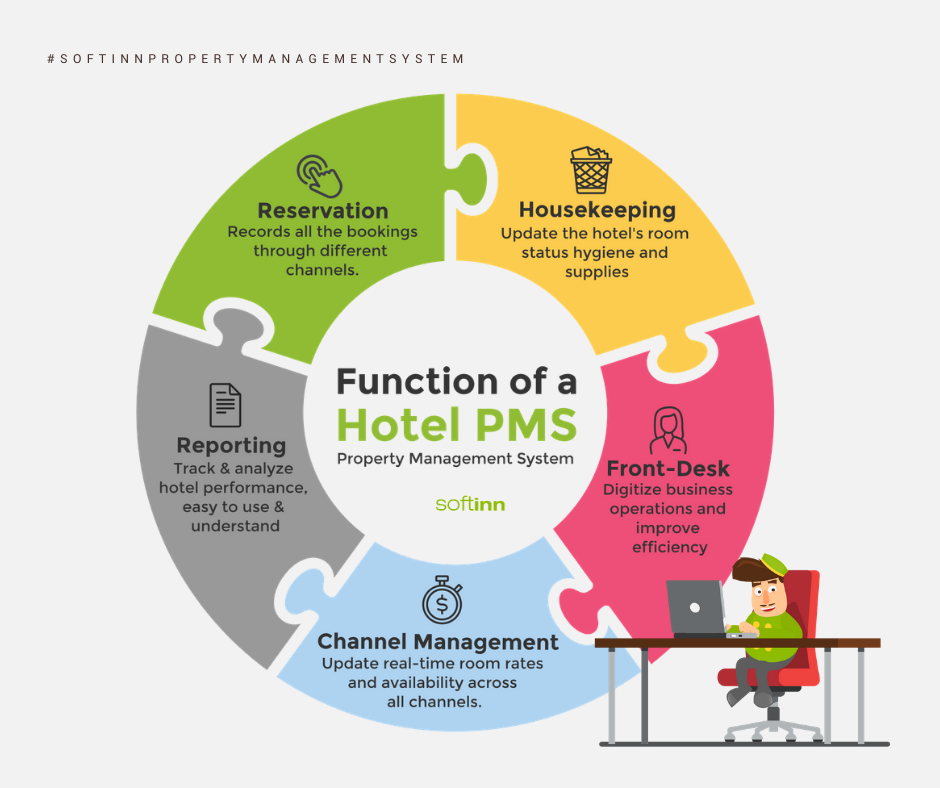 #SOFTINNPROPERTYMANAGEMENTSYSTEM
Reservation
Records all the bookings
through different
channels.
Housekeeping
Update the hotel's room
status hygiene and
supplies
Function of a
Hotel PMS
Property Management System
softinn
Reporting
Track & analyze
hotel performance,
easy to use &
understand
Front-Desk
Digitize business
operations and
improve
efficiency
Channel Management
Update real-time room rates
and availability across
all channels.